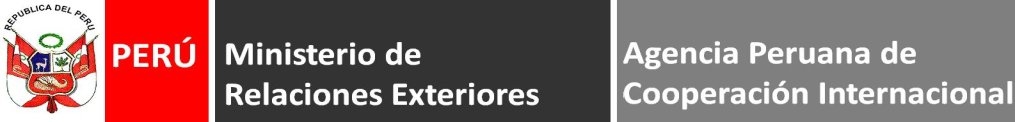 REPUBLICA DEL PERU
PERÚ
Ministerio de
Relaciones Exteriores
Agencia Peruana de
Cooperación Internacional